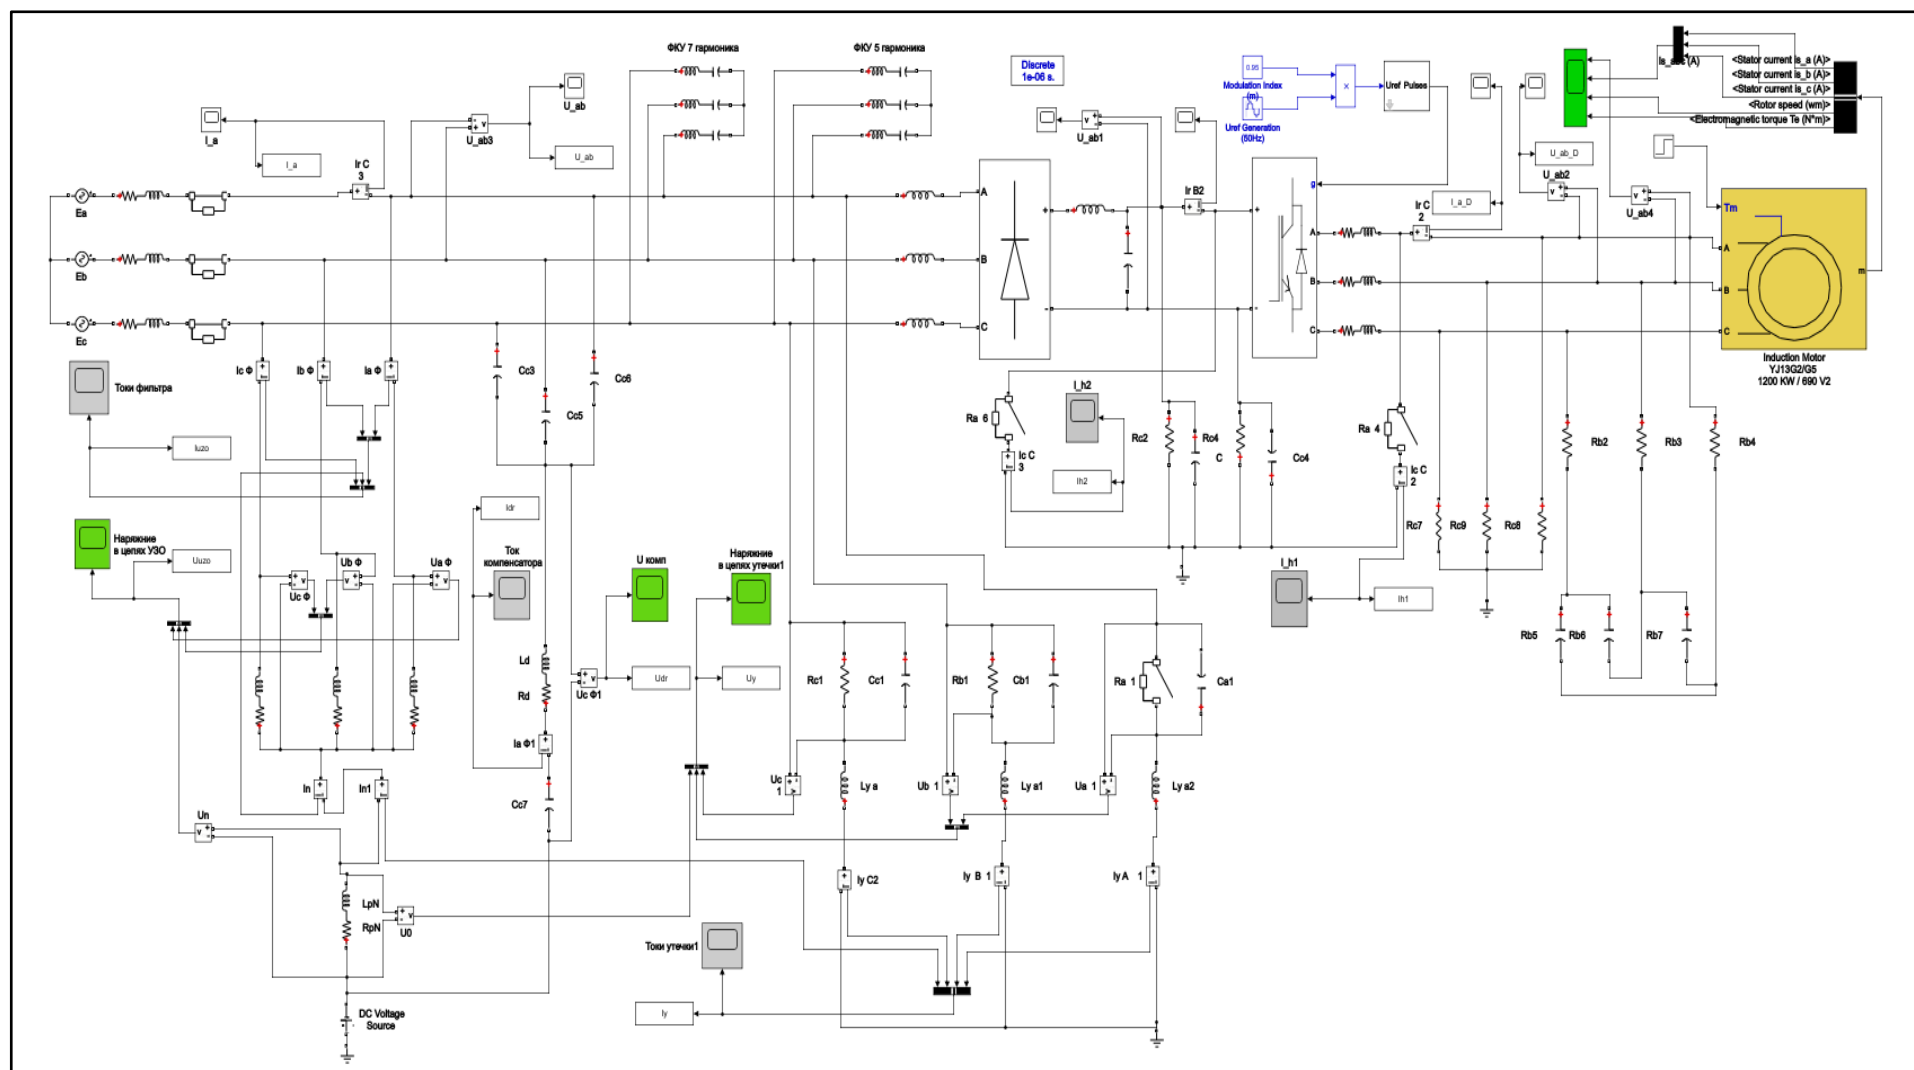 ФКУ 7 гармоника
ФКУ 5 гармоника
Discrete
1e-06 s.
0.95
Modulation Index
(m)
Uref Generation
(50Hz)
x
Uref Pulses
Is_abc (A)
<Stator current is_a (A)>
<Stator current is_b (A)>
<Stator current is_c (A)>
<Rotor speed (wm)>
<Electromagnetic torque Te (N*m)>
U_ab
I_a
U_ab3
U_ab
I_a
Ir C
3
U_ab1
U_ab_D
U_ab2
Ir B2
I_a_D
Ir C
2
U_ab4
Ea
Eb
Ec
A
B
C
+
-
g
A
B
C
Tm
A
B
C
m
Induction Motor
YJ13G2/G5
1200 KW / 690 V2
Токи фильтра
Ic Ф
Ib Ф
Ia Ф
Cc3
Cc5
Cc6
Iuzo
Ra 6
I_h2
Ic C
3
Ih2
Rc2
C
Rc4
Cc4
Ra 4
Ic C
2
Rb2
Rb3
Rb4
Rc7
Rc9
Rc8
Idr
Наряжние
в цепях УЗО
Uuzo
Uc Ф
Ub Ф
Ua Ф
Ток
компенсатора
U комп
Наряжние
в цепях утечки1
I_h1
Ih1
Rb5
Rb6
Rb7
Ld
Rd
Uc Ф1
Udr
Uy
Rc1
Cc1
Rb1
Cb1
Ra 1
Ca1
Ia Ф1
Cc7
In
In1
Un
Uc
1
Ly a
Ub 1
Ly a1
Ua 1
Ly a2
Iy C2
Iy B 1
Iy A 1
LpN
RpN
U0
Токи утечки1
Iy
DC Voltage
Source